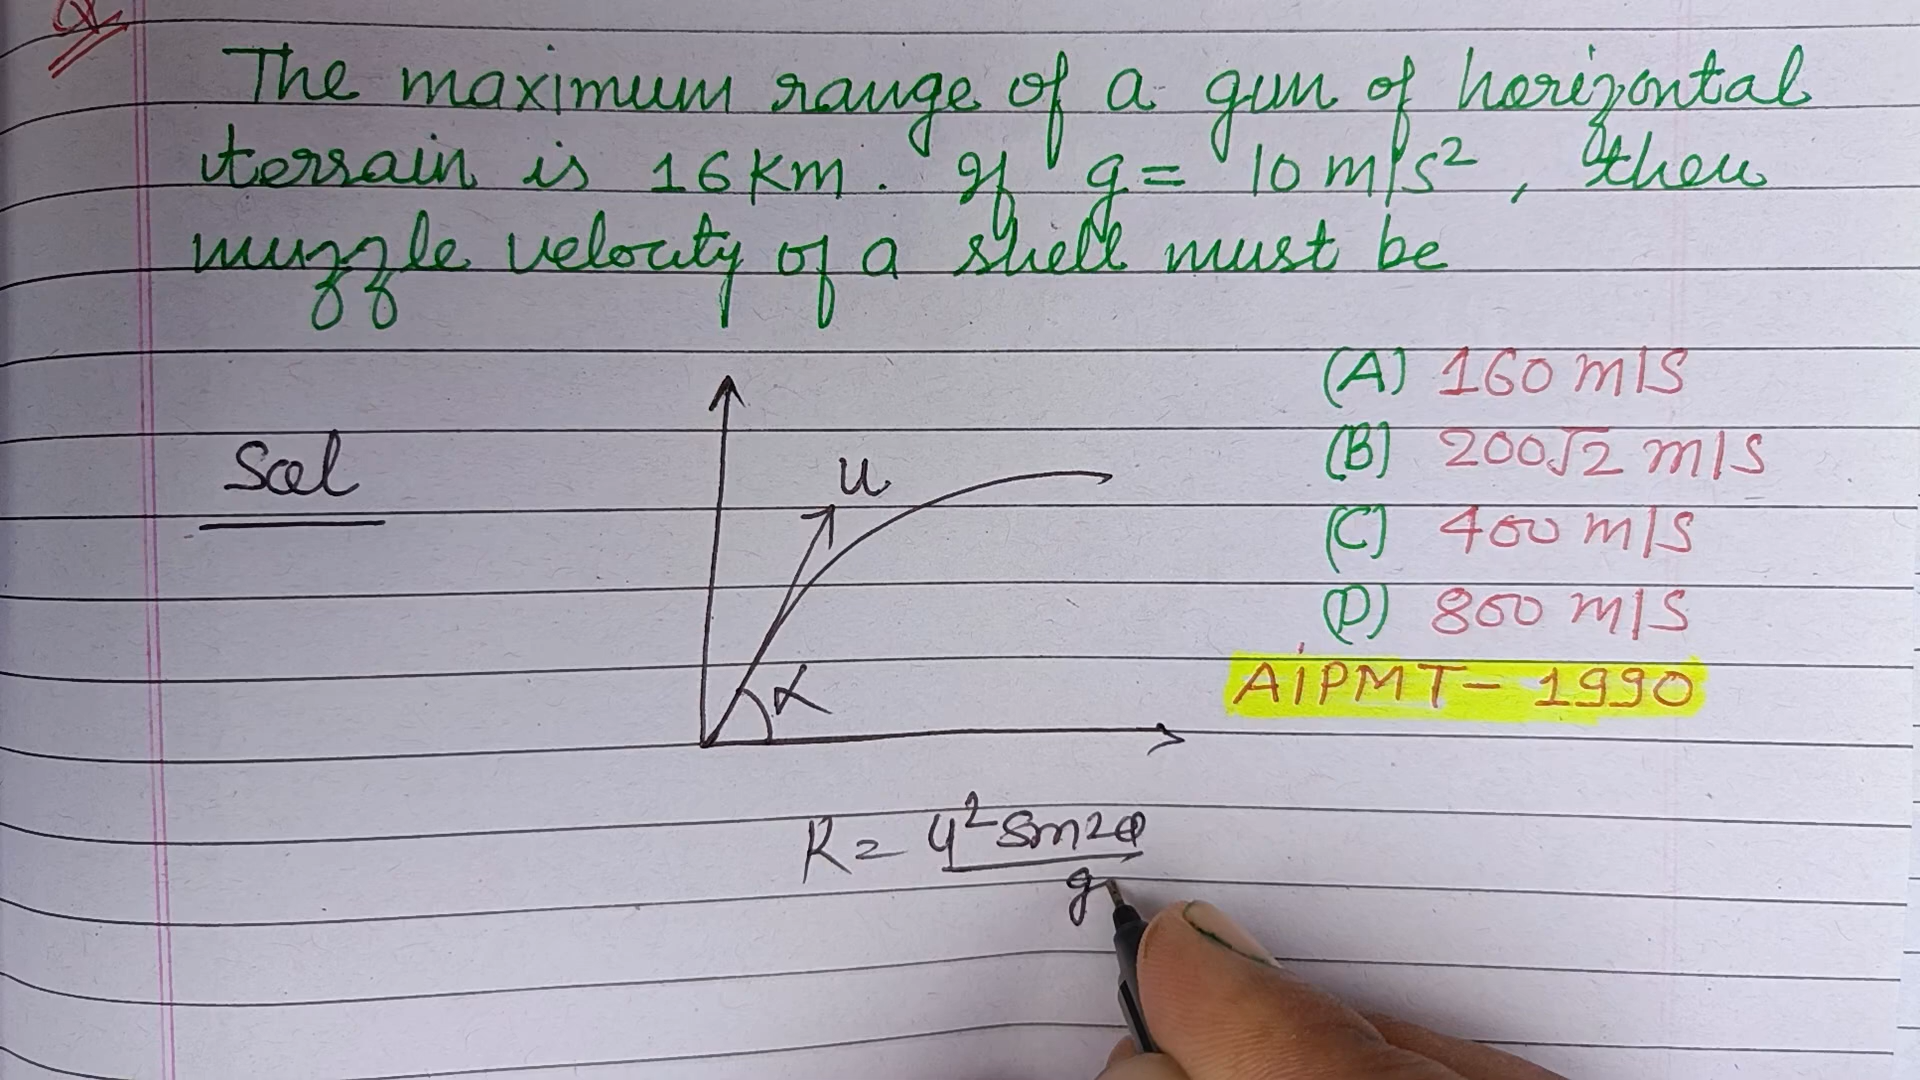 Q
The maximum range of a gun of horizontal
terrain is 16 Km. If g = 10 m/s², then
muzzle velocity of a shell must be
(A) 160 m/s
Sol
u
(B) 200√2 m/s
(C) 400 m/s
(D) 800 m/s
α
AIPMT - 1990
R = u² Sin2θ
g